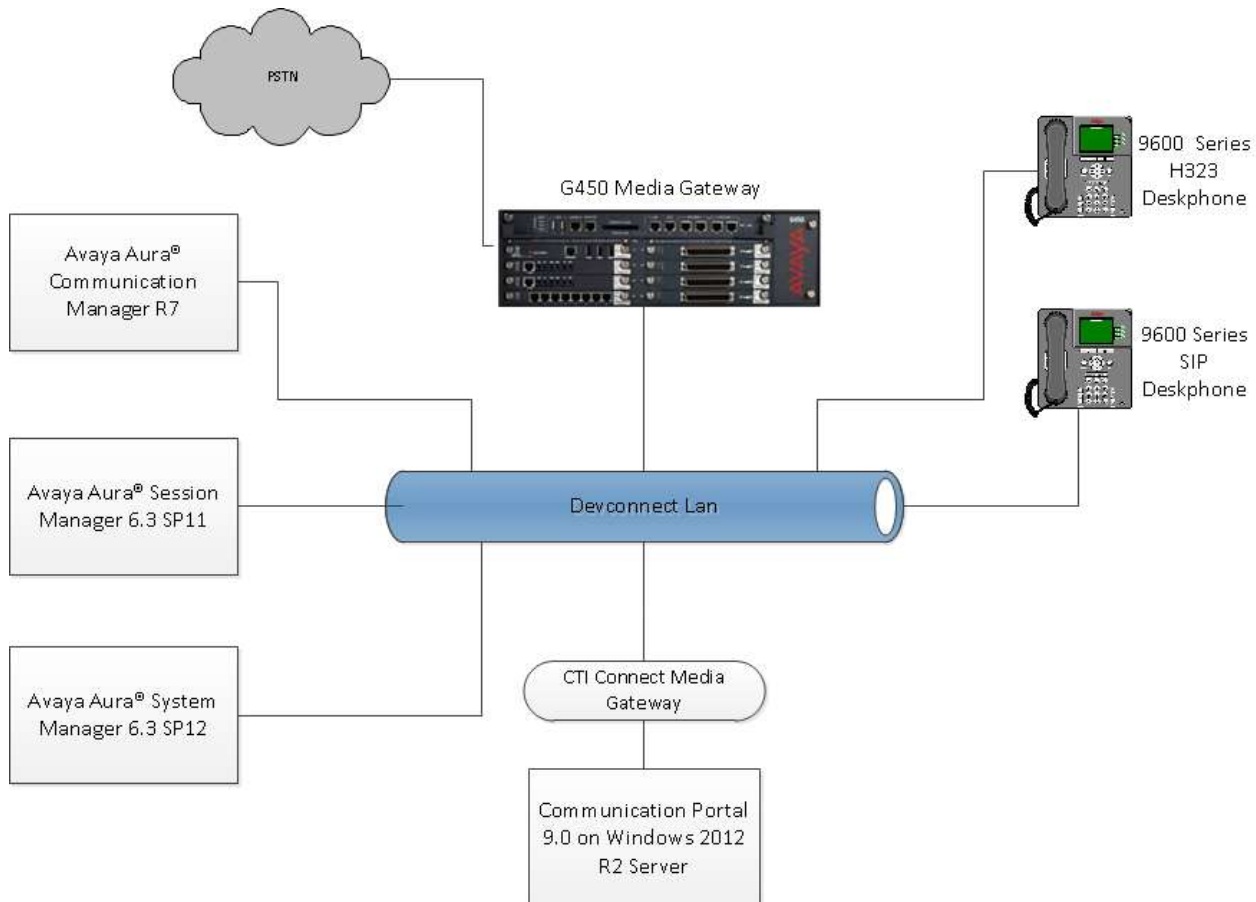 PSTN
G450 Media Gateway
AVAYA
9600 Series
H323
Deskphone
Avaya Aura®
Communication
Manager R7
9600 Series
SIP
Deskphone
Avaya Aura® Session
Manager 6.3 SP11
Devconnect Lan
Avaya Aura® System
Manager 6.3 SP12
CTI Connect Media
Gateway
Communication Portal
9.0 on Windows 2012
R2 Server